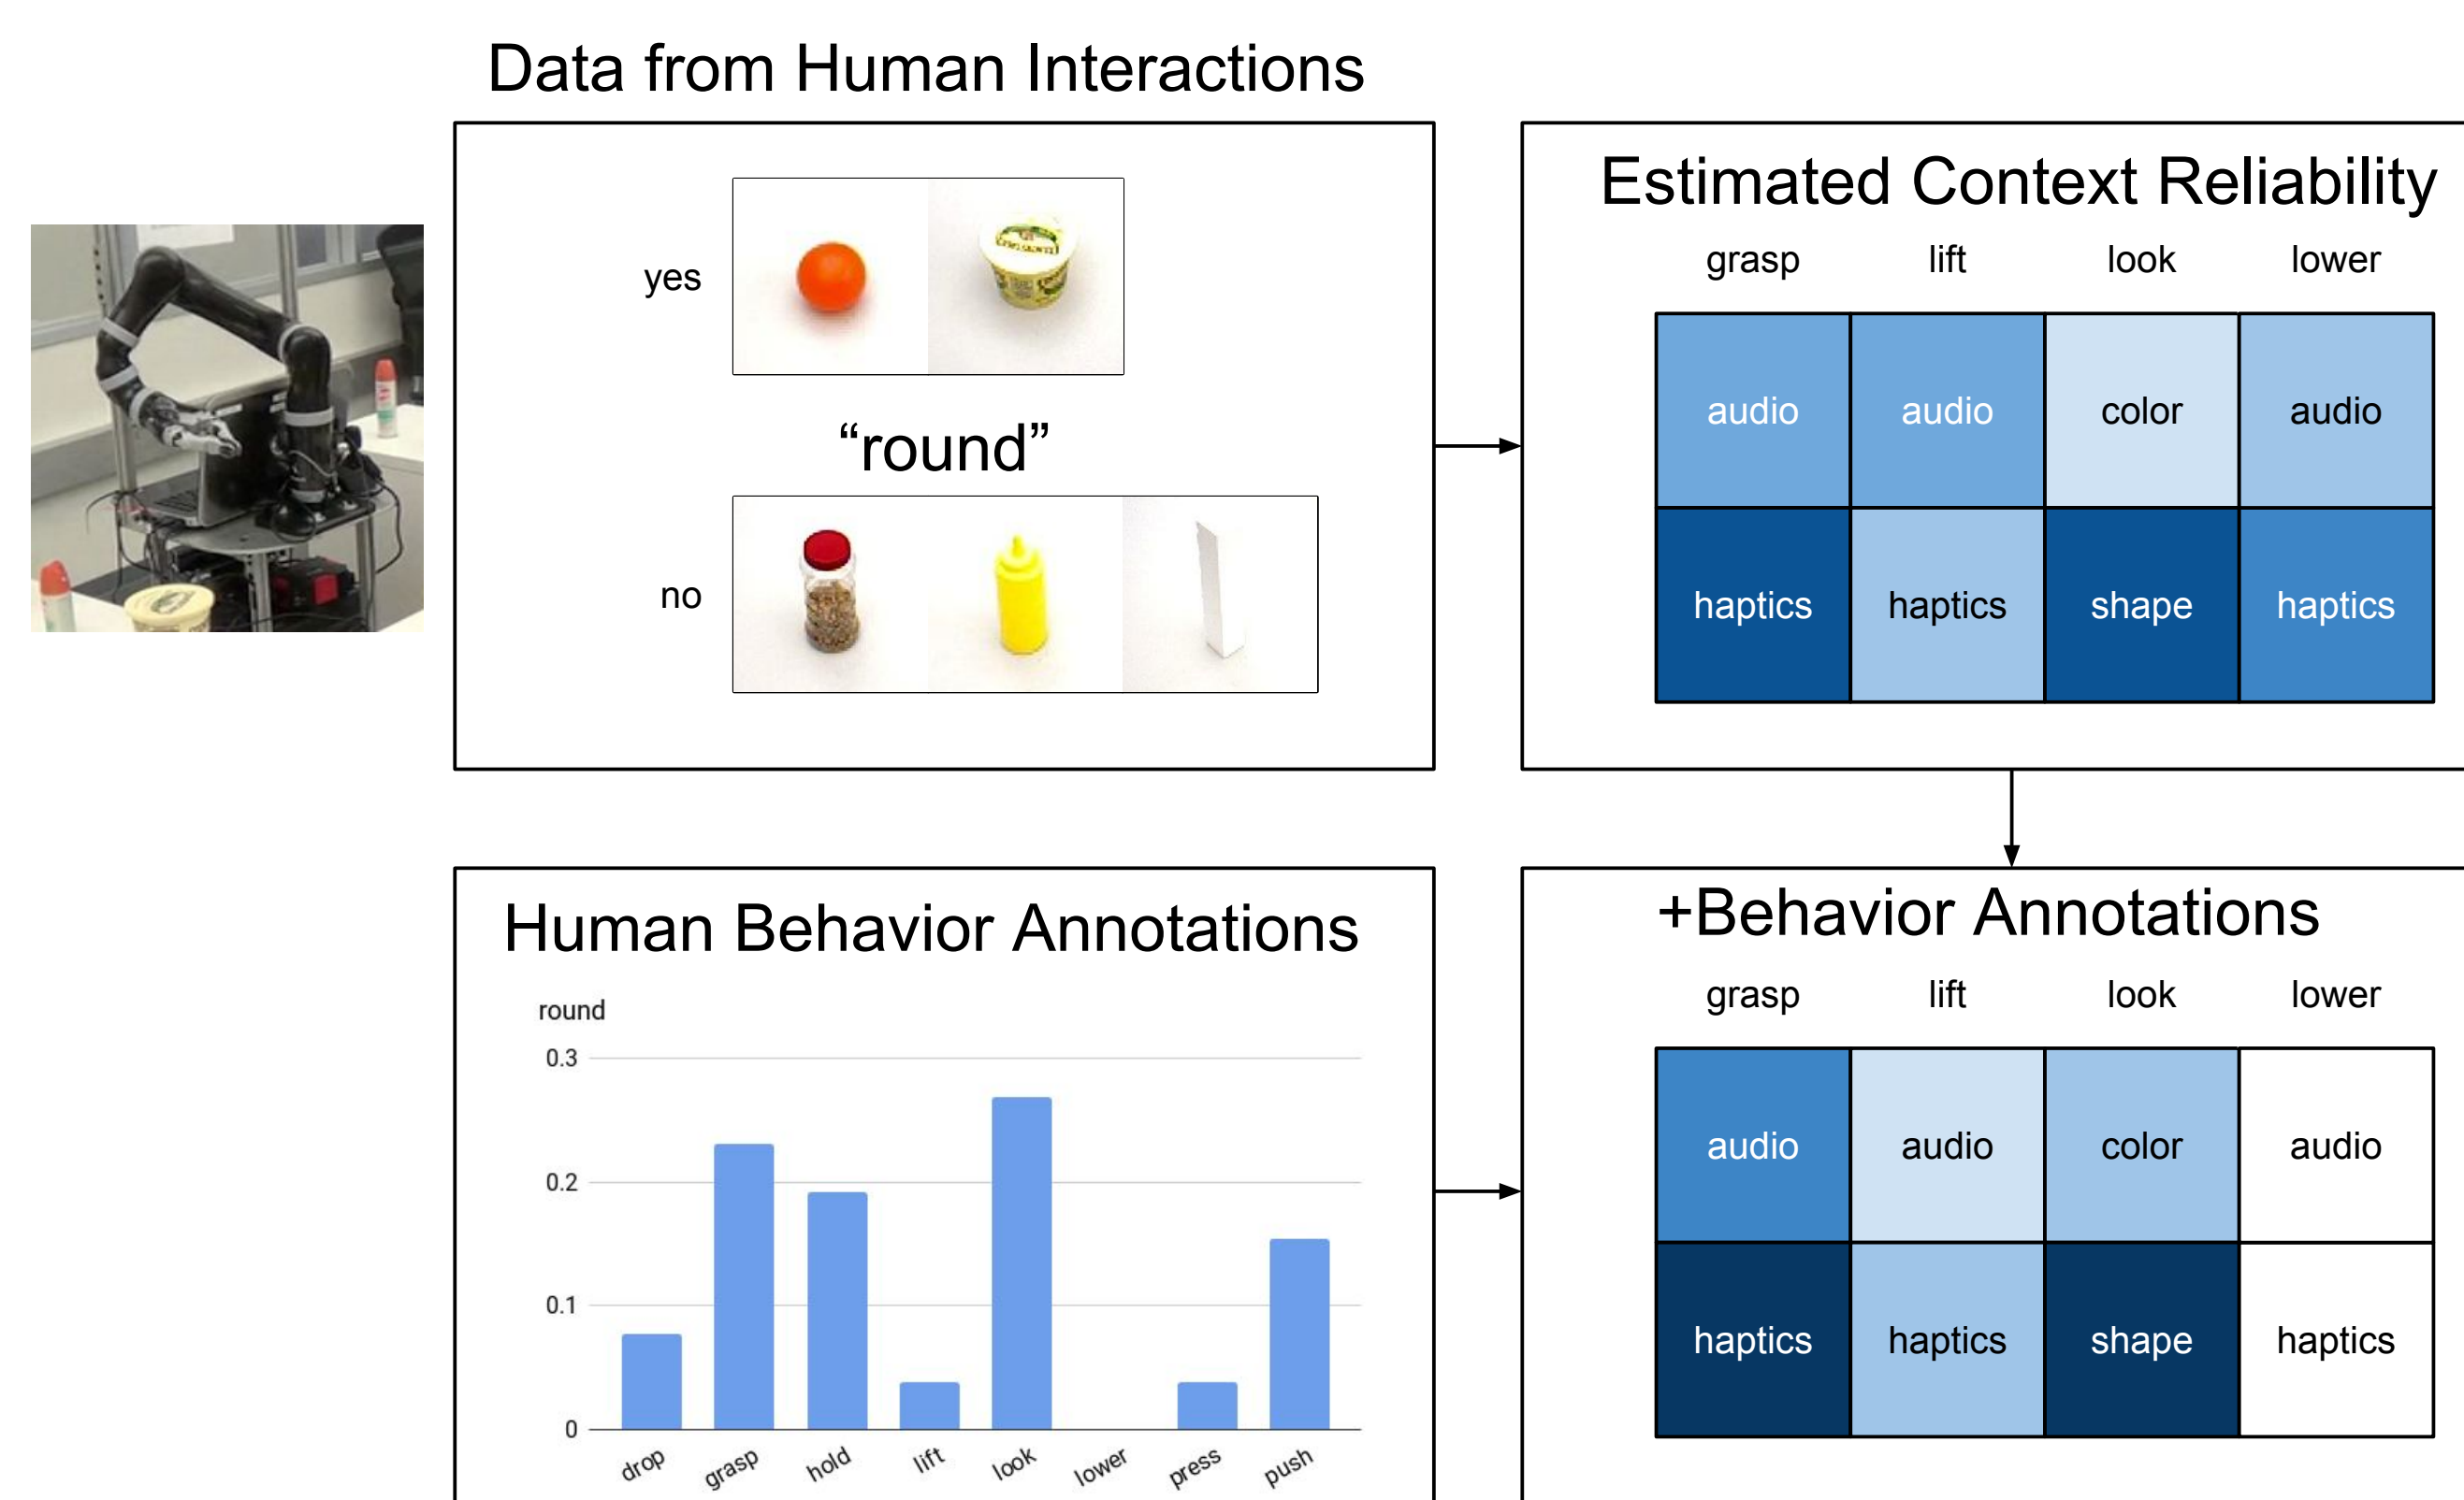 Data from Human Interactions
yes
“round”
no
Estimated Context Reliability
grasp lift look lower
audio audio color audio
haptics haptics shape haptics
Human Behavior Annotations
round
0.3
0.2
0.1
0
drop grasp hold lift look lower press push
+Behavior Annotations
grasp lift look lower
audio audio color audio
haptics haptics shape haptics